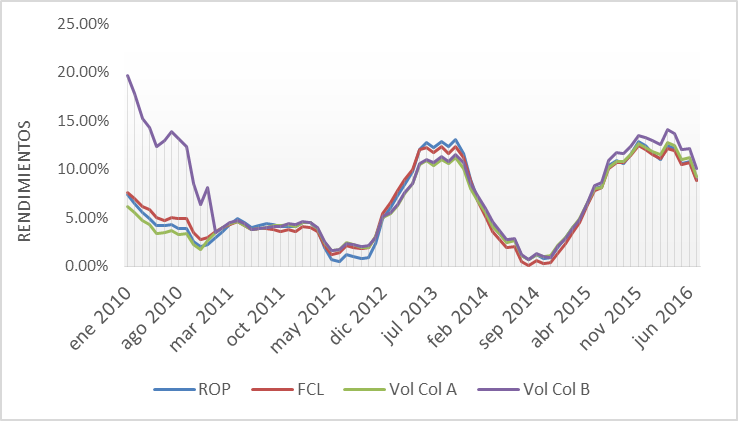 25.00%
20.00%
15.00%
10.00%
5.00%
0.00%
RENDIMIENTOS
ene 2010
ago 2010
mar 2011
oct 2011
may 2012
dic 2012
jul 2013
feb 2014
sep 2014
abr 2015
nov 2015
jun 2016
ROP FCL Vol Col A Vol Col B